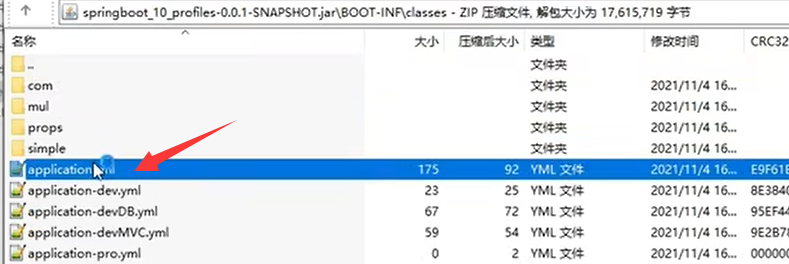 springboot_10_profiles-0.0.1-SNAPSHOT.jar\BOOT-INF\classes - ZIP 压缩文件, 解包大小为 17,615,719 字节
名称 大小 压缩后大小 类型 修改时间 CRC32
.. 文件夹
com 文件夹 2021/11/4 16...
mul 文件夹 2021/11/4 16...
props 文件夹 2021/11/4 16...
simple 文件夹 2021/11/4 16...
application 175 92 YML 文件 2021/11/4 16... E9F61E
application-dev.yml 23 25 YML 文件 2021/11/4 16... 8E3840
application-devDB.yml 67 72 YML 文件 2021/11/4 16... 95EF44
application-devMVC.yml 59 54 YML 文件 2021/11/4 16... 9E2B78
application-pro.yml 0 2 YML 文件 2021/11/4 16... 000000